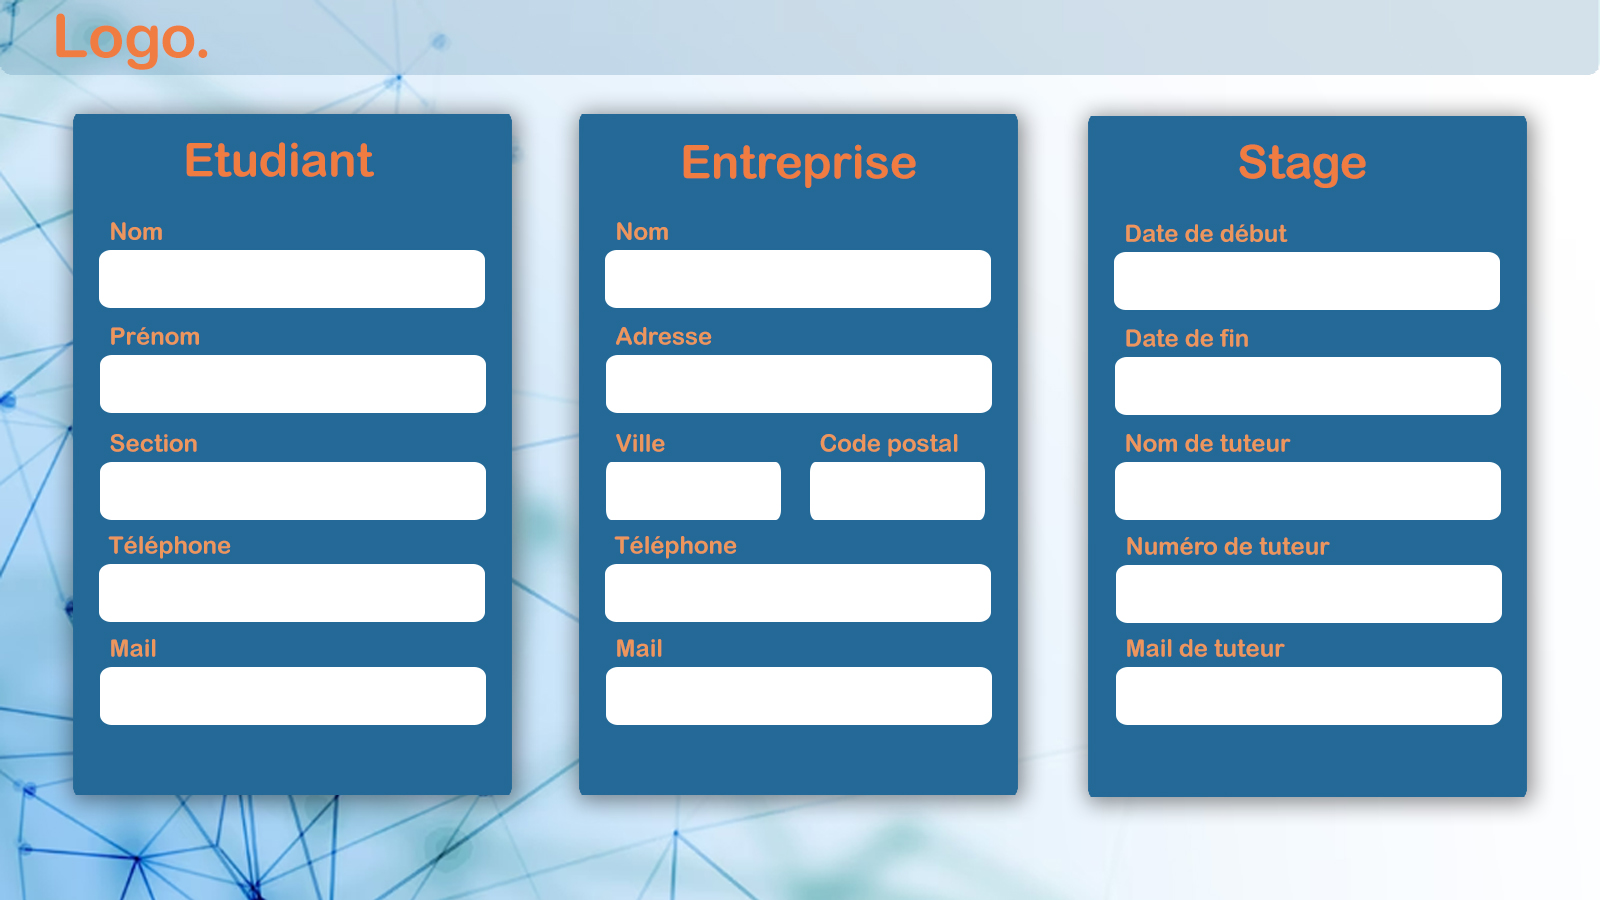 Logo.
Etudiant
Nom
Prénom
Section
Téléphone
Mail
Entreprise
Nom
Adresse
Ville Code postal
Téléphone
Mail
Stage
Date de début
Date de fin
Nom de tuteur
Numéro de tuteur
Mail de tuteur